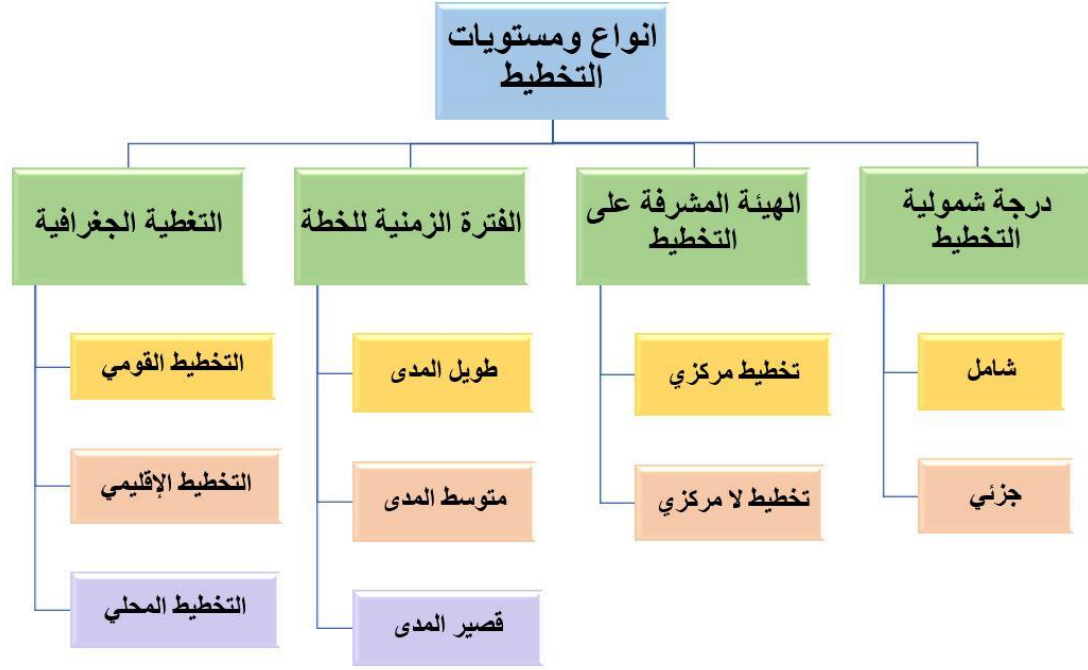 انواع ومستويات
التخطيط
درجة شمولية
التخطيط
الهيئة المشرفة على
التخطيط
الفترة الزمنية للخطة
التغطية الجغرافية
شامل
تخطيط مركزي
طويل المدى
التخطيط القومي
جزئي
تخطيط لا مركزي
متوسط المدى
التخطيط الإقليمي
قصير المدى
التخطيط المحلي